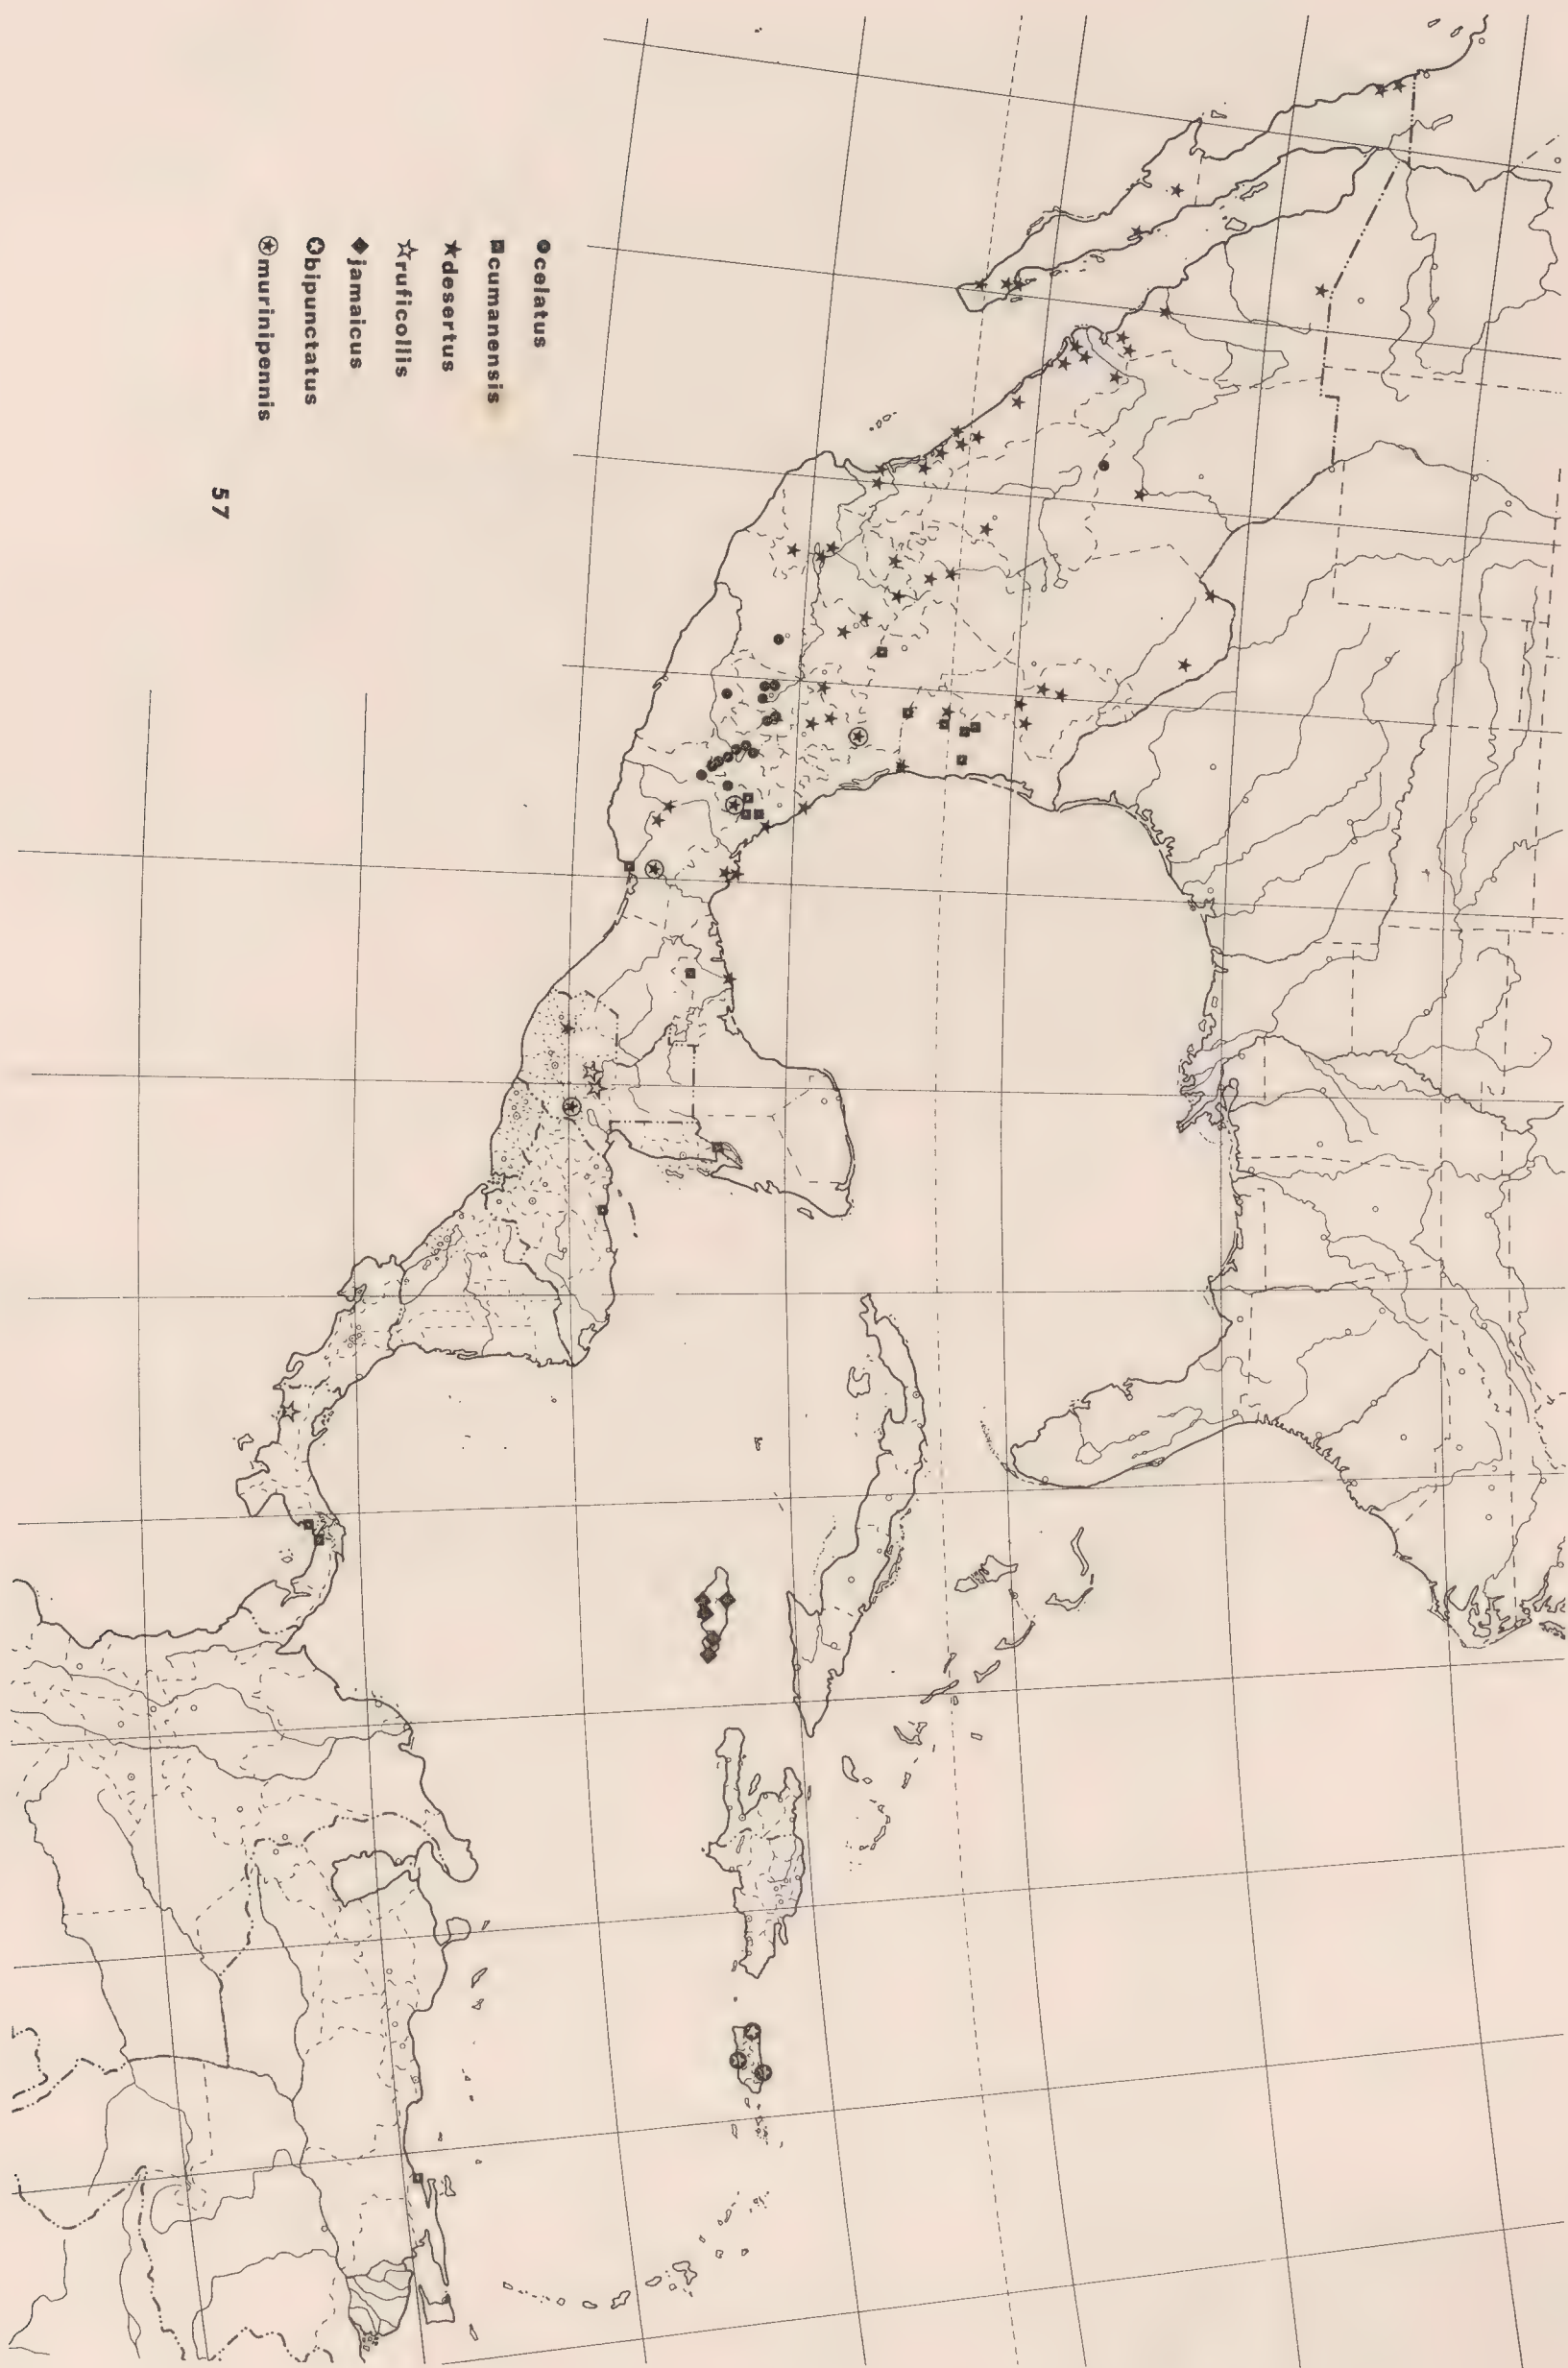 celatus
cumanensis
desertus
ruficollis
jamaicus
bipunctatus
murinipennis
57